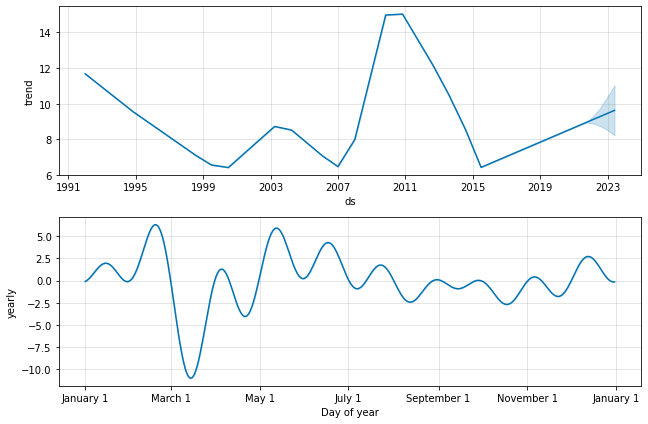 14
12
10
8
6
trend
1991 1995 1999 2003 2007 2011 2015 2019 2023
ds
5.0
2.5
0.0
−2.5
−5.0
−7.5
−10.0
yearly
January 1 March 1 May 1 July 1 September 1 November 1 January 1
Day of year